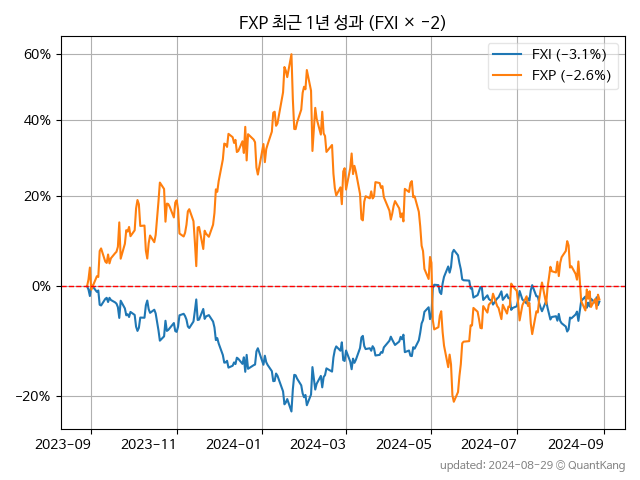 FXP 최근 1년 성과 (FXI × −2)
FXI (−3.1%)
FXP (−2.6%)
60%
40%
20%
0%
−20%
2023-09 2023-11 2024-01 2024-03 2024-05 2024-07 2024-09
updated: 2024-08-29 © QuantKang